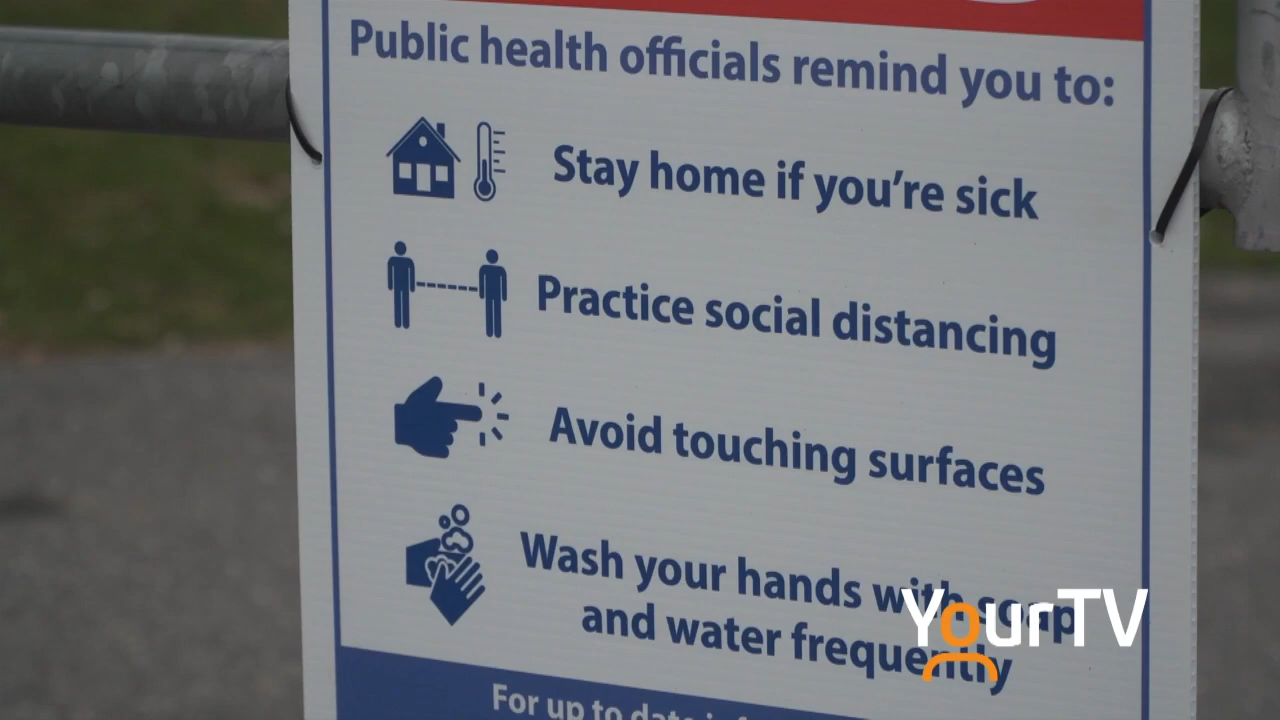 Public health officials remind you to:
Stay home if you're sick
Practice social distancing
Avoid touching surfaces
Wash your hands with soap
and water frequently
YourTV
For up to date